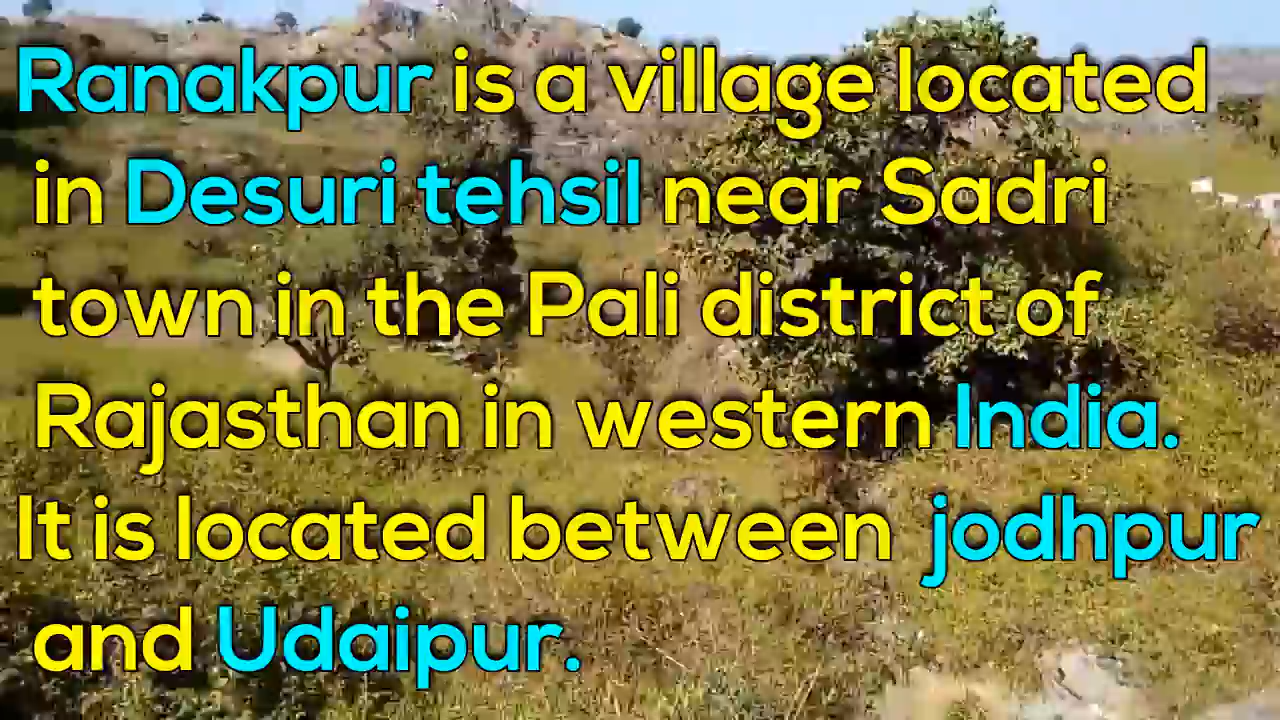 Ranakpur is a village located
in Desuri tehsil near Sadri
town in the Pali district of
Rajasthan in western India.
It is located between jodhpur
and Udaipur.